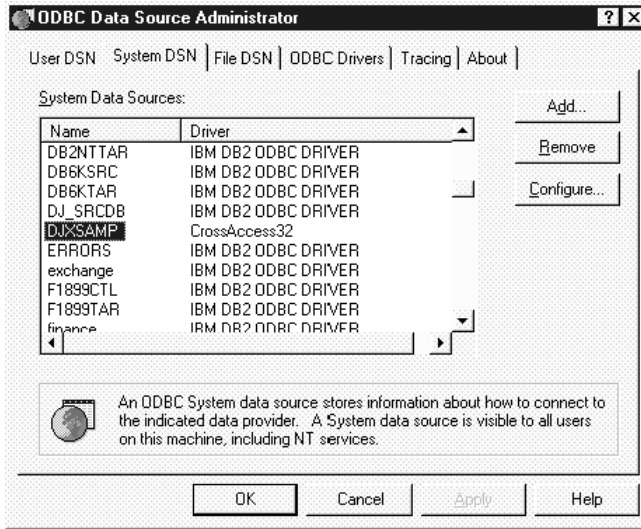 ODBC Data Source Administrator
User DSN System DSN File DSN ODBC Drivers Tracing About
System Data Sources:
Add...
Name Driver
DB2NTTAR IBM DB2 ODBC DRIVER
Remove
DB6KSRC IBM DB2 ODBC DRIVER
DB6KTAR IBM DB2 ODBC DRIVER
Configure...
DJ_SRCDB IBM DB2 ODBC DRIVER
DJXSAMP CrossAccess32
ERRORS IBM DB2 ODBC DRIVER
exchange IBM DB2 ODBC DRIVER
F1899CTL IBM DB2 ODBC DRIVER
F1899TAR IBM DB2 ODBC DRIVER
finance IBM DB2 ODBC DRIVER
An ODBC System data source stores information about how to connect to
the indicated data provider. A System data source is visible to all users
on this machine, including NT services.
OK Cancel Apply Help